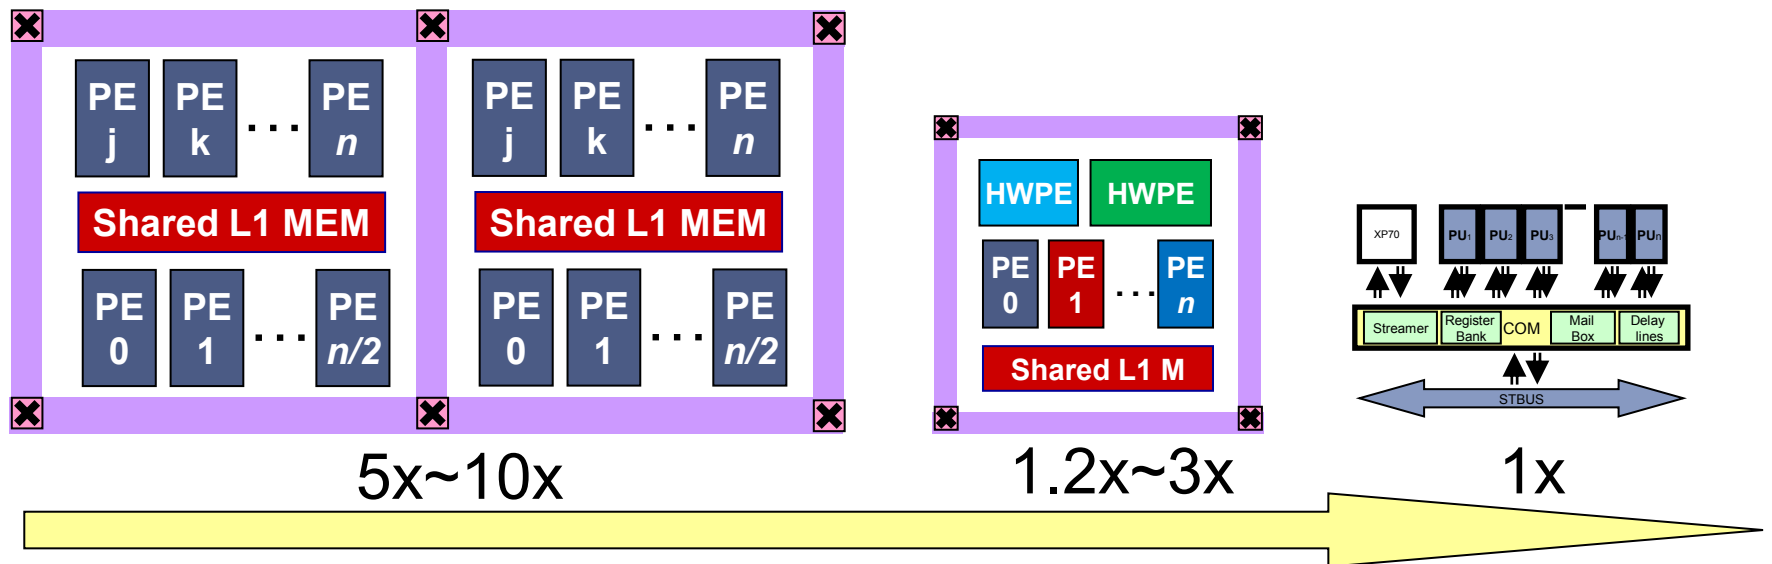 PE j
PE k
. . .
PE n
Shared L1 MEM
PE 0
PE 1
. . .
PE n/2
PE j
PE k
. . .
PE n
Shared L1 MEM
PE 0
PE 1
. . .
PE n/2
5x~10x
HWPE
HWPE
PE 0
PE 1
. . .
PE n
Shared L1 M
1.2x~3x
XP70
PU1
PU2
PU3
PUn-1
PUn
Streamer
Register
Bank
COM
Mail
Box
Delay
lines
STBUS
1x